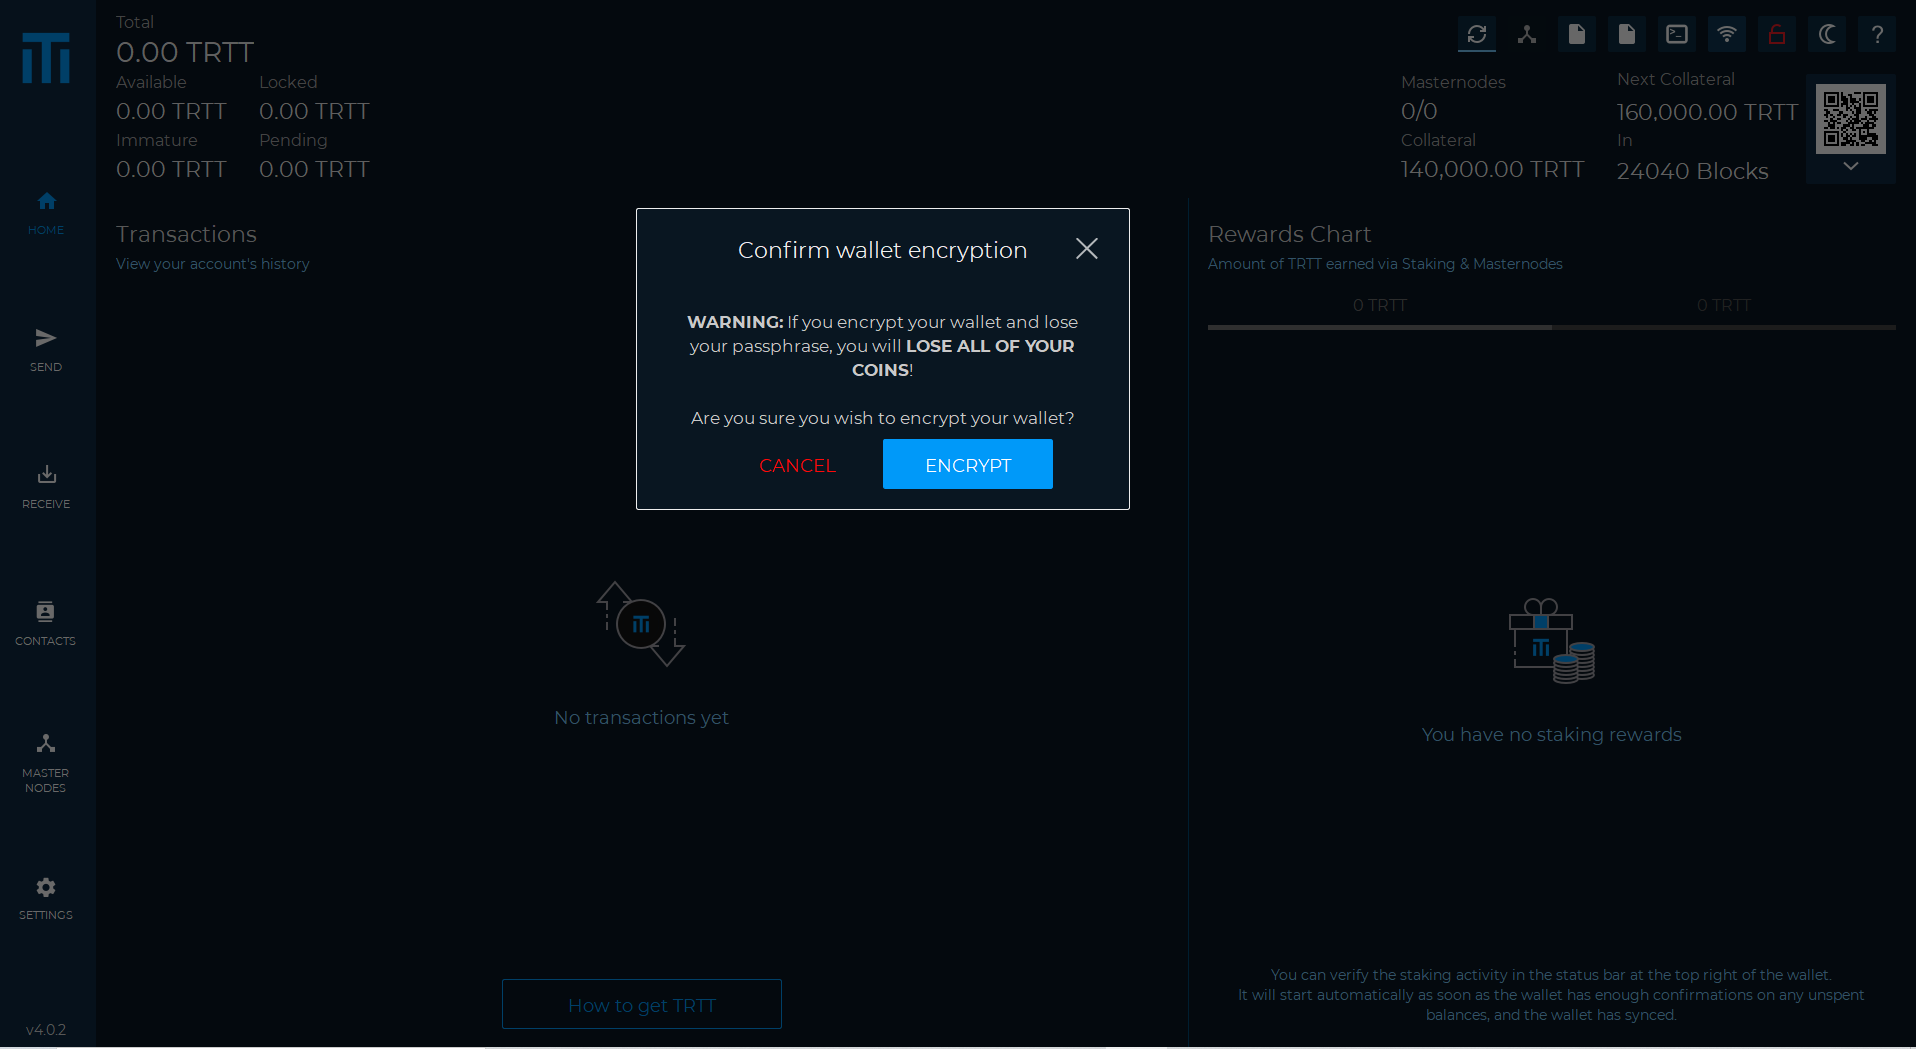 Total
0.00 TRTT
Available
Locked
0.00 TRTT
0.00 TRTT
Immature
Pending
0.00 TRTT
0.00 TRTT
Masternodes
0/0
Collateral
140,000.00 TRTT
Next Collateral
160,000.00 TRTT
In
24040 Blocks
HOME
SEND
RECEIVE
CONTACTS
MASTER
NODES
SETTINGS
v4.0.2
Transactions
View your account's history
Confirm wallet encryption
WARNING: If you encrypt your wallet and lose
your passphrase, you will LOSE ALL OF YOUR
COINS!
Are you sure you wish to encrypt your wallet?
CANCEL
ENCRYPT
No transactions yet
How to get TRTT
Rewards Chart
Amount of TRTT earned via Staking & Masternodes
0 TRTT
0 TRTT
You have no staking rewards
You can verify the staking activity in the status bar at the top right of the wallet.
It will start automatically as soon as the wallet has enough confirmations on any unspent
balances, and the wallet has synced.